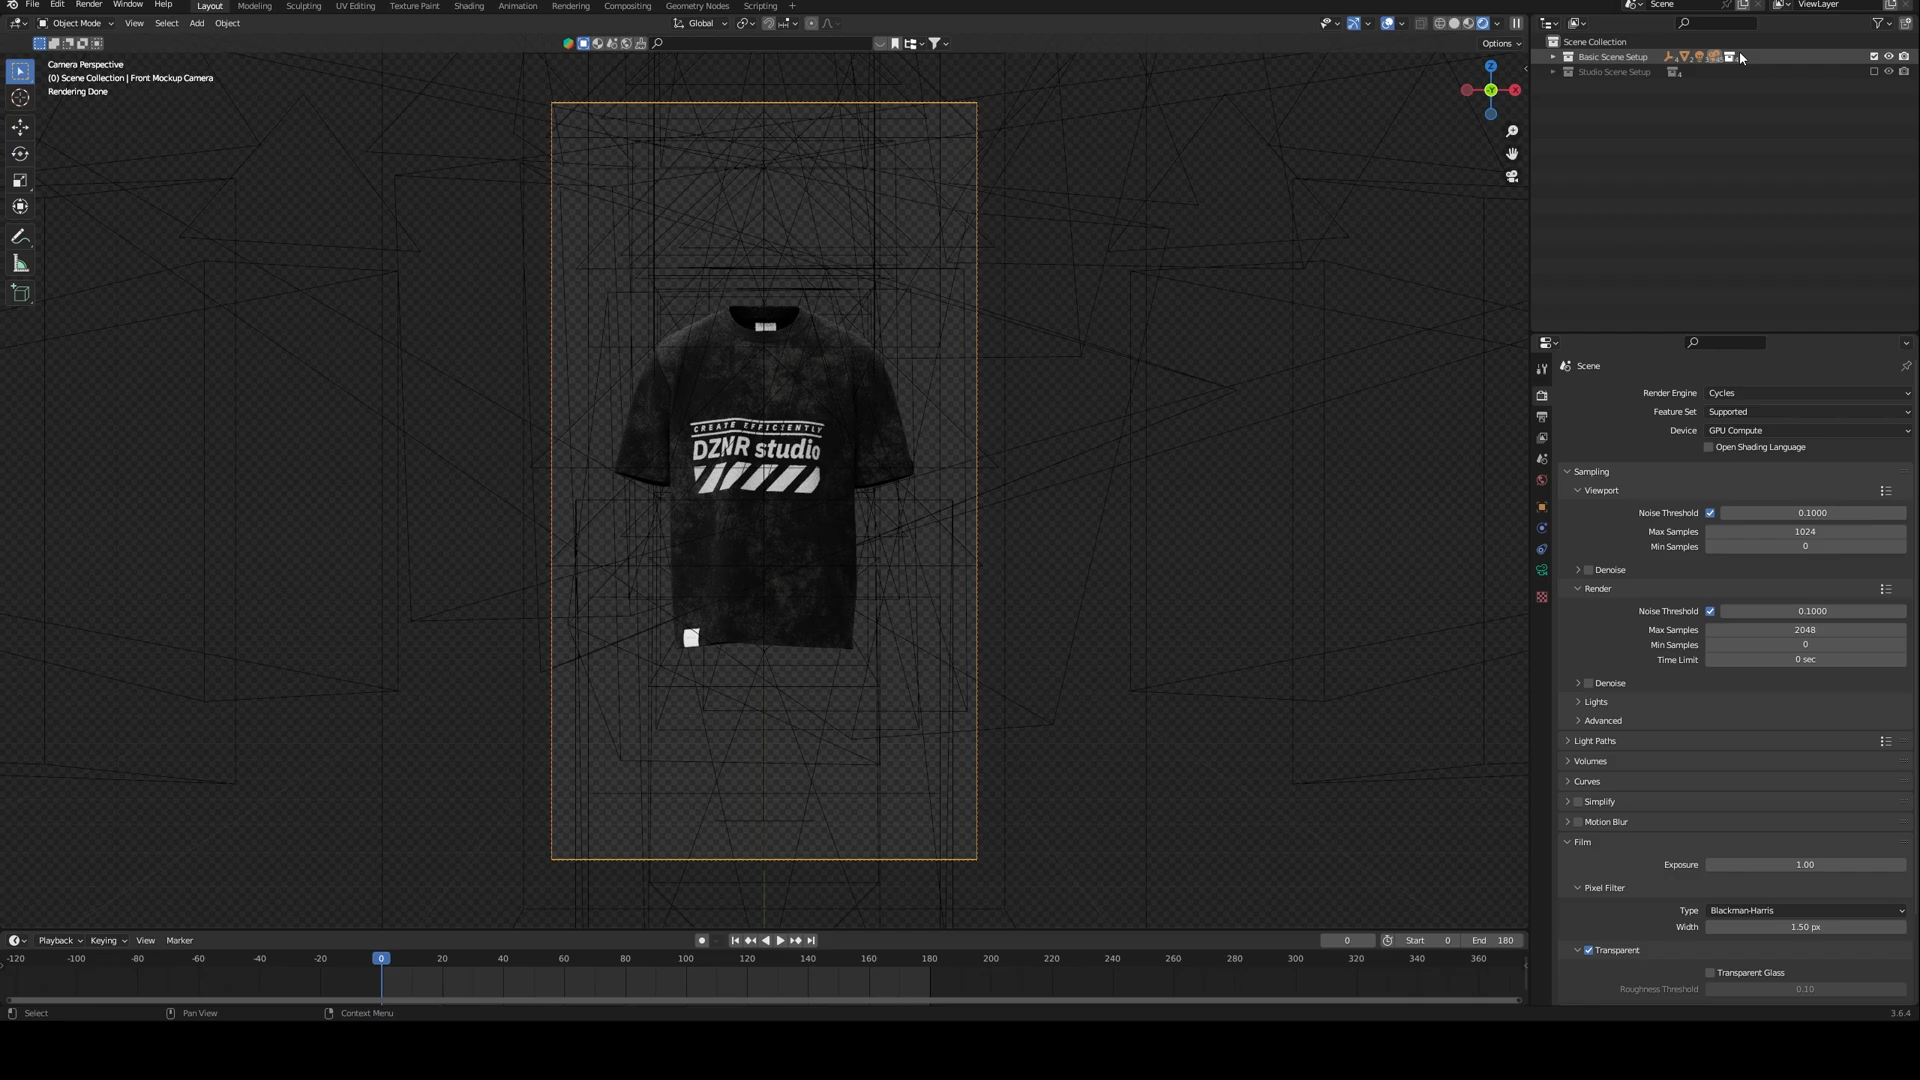 File Edit Render Window Help Layout Modeling Sculpting UV Editing Texture Paint Shading Animation Rendering Compositing Geometry Nodes Scripting + Scene ViewLayer
Object Mode View Select Add Object Global
Options
Camera Perspective
(0) Scene Collection | Front Mockup Camera
Rendering Done
Z
Y
X
CREATE EFFICIENTLY
DZNR studio
Scene Collection
Basic Scene Setup
Studio Scene Setup 4
Scene
Render Engine Cycles
Feature Set Supported
Device GPU Compute
Open Shading Language
Sampling
Viewport
Noise Threshold 0.1000
Max Samples 1024
Min Samples 0
Denoise
Render
Noise Threshold 0.1000
Max Samples 2048
Min Samples 0
Time Limit 0 sec
Denoise
Lights
Advanced
Light Paths
Volumes
Curves
Simplify
Motion Blur
Film
Exposure 1.00
Pixel Filter
Type Blackman-Harris
Width 1.50 px
Transparent
Transparent Glass
Roughness Threshold 0.10
Playback Keying View Marker 0 Start 0 End 180
-120 -100 -80 -60 -40 -20 0 20 40 60 80 100 120 140 160 180 200 220 240 260 280 300 320 340 360
Select Pan View Context Menu 3.6.4